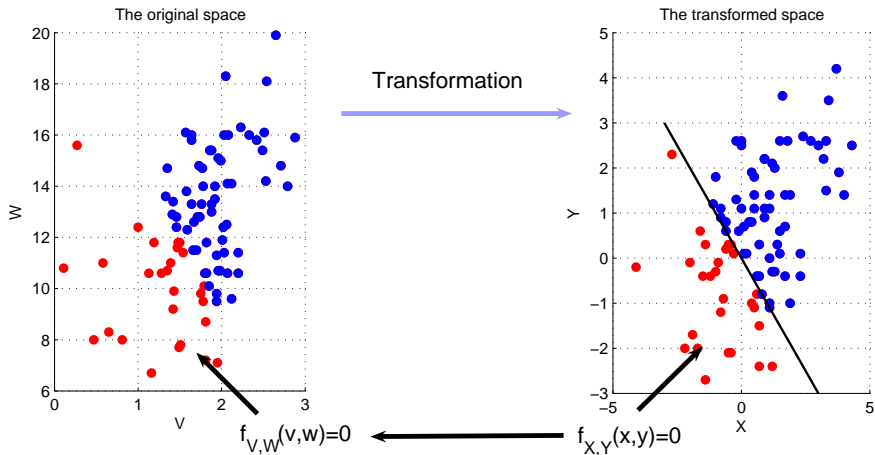 The original space
The transformed space
20
18
16
14
12
10
8
6
0
1
2
3
W
V
Transformation
5
4
3
2
1
0
−1
−2
−3
−5
0
5
Y
X
f_{V,W}(v,w)=0
f_{X,Y}(x,y)=0